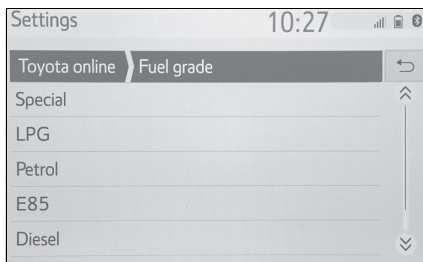 Settings 10:27
Toyota online Fuel grade
Special
LPG
Petrol
E85
Diesel